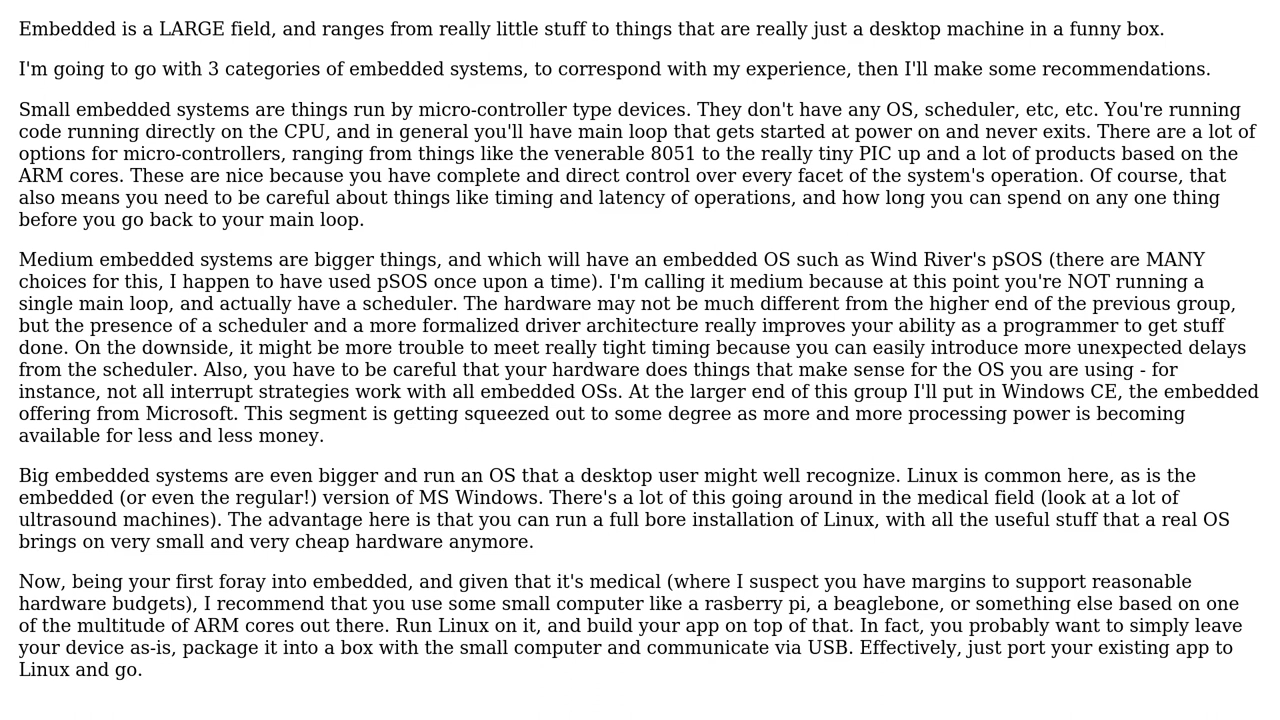 Embedded is a LARGE field, and ranges from really little stuff to things that are really just a desktop machine in a funny box.
I'm going to go with 3 categories of embedded systems, to correspond with my experience, then I'll make some recommendations.
Small embedded systems are things run by micro-controller type devices. They don't have any OS, scheduler, etc, etc. You're running
code running directly on the CPU, and in general you'll have main loop that gets started at power on and never exits. There are a lot of
options for micro-controllers, ranging from things like the venerable 8051 to the really tiny PIC up and a lot of products based on the
ARM cores. These are nice because you have complete and direct control over every facet of the system's operation. Of course, that
also means you need to be careful about things like timing and latency of operations, and how long you can spend on any one thing
before you go back to your main loop.
Medium embedded systems are bigger things, and which will have an embedded OS such as Wind River's pSOS (there are MANY
choices for this, I happen to have used pSOS once upon a time). I'm calling it medium because at this point you're NOT running a
single main loop, and actually have a scheduler. The hardware may not be much different from the higher end of the previous group,
but the presence of a scheduler and a more formalized driver architecture really improves your ability as a programmer to get stuff
done. On the downside, it might be more trouble to meet really tight timing because you can easily introduce more unexpected delays
from the scheduler. Also, you have to be careful that your hardware does things that make sense for the OS you are using - for
instance, not all interrupt strategies work with all embedded OSs. At the larger end of this group I'll put in Windows CE, the embedded
offering from Microsoft. This segment is getting squeezed out to some degree as more and more processing power is becoming
available for less and less money.
Big embedded systems are even bigger and run an OS that a desktop user might well recognize. Linux is common here, as is the
embedded (or even the regular!) version of MS Windows. There's a lot of this going around in the medical field (look at a lot of
ultrasound machines). The advantage here is that you can run a full bore installation of Linux, with all the useful stuff that a real OS
brings on very small and very cheap hardware anymore.
Now, being your first foray into embedded, and given that it's medical (where I suspect you have margins to support reasonable
hardware budgets), I recommend that you use some small computer like a rasberry pi, a beaglebone, or something else based on one
of the multitude of ARM cores out there. Run Linux on it, and build your app on top of that. In fact, you probably want to simply leave
your device as-is, package it into a box with the small computer and communicate via USB. Effectively, just port your existing app to
Linux and go.